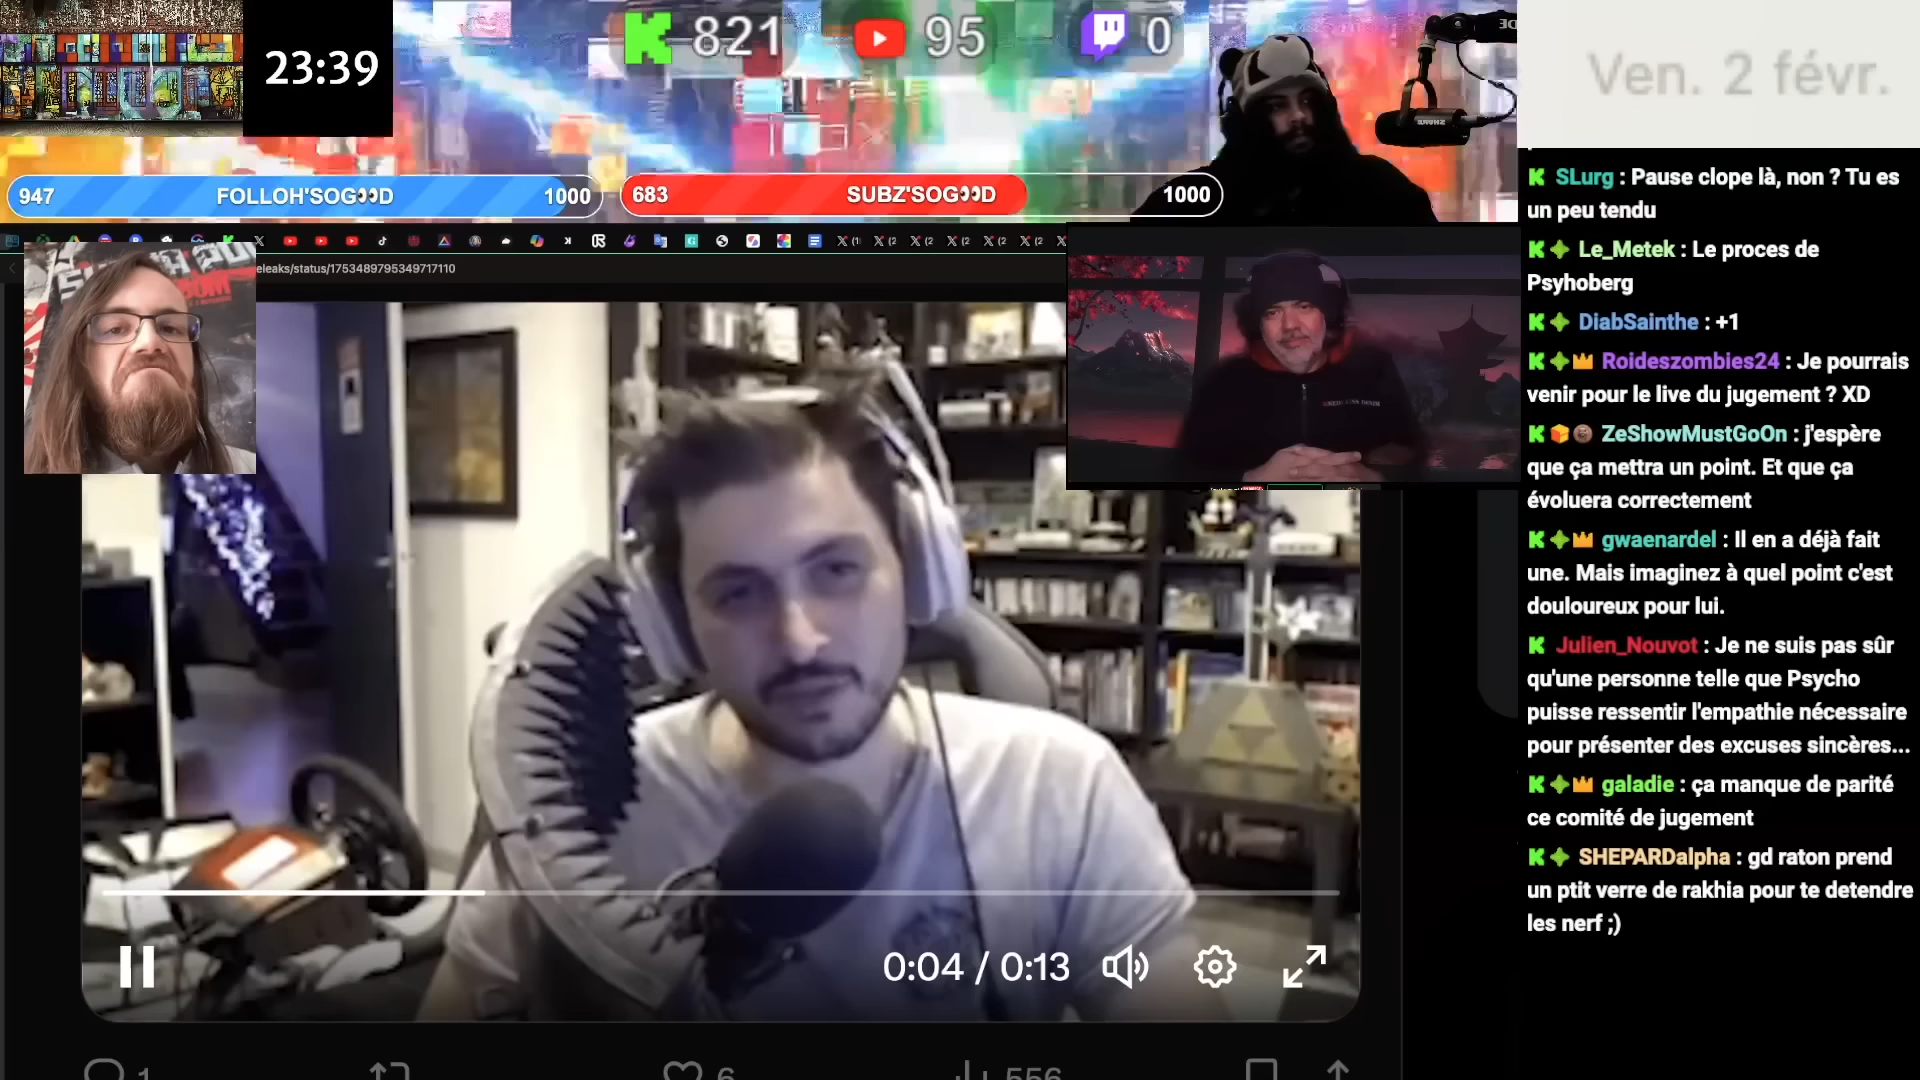 23:39
821
95
0
Ven. 2 févr.
947 FOLLOH'SOG👀D 1000
683 SUBZ'SOG👀D 1000
eleaks/status/1753489795349717110
SLurg : Pause clope là, non ? Tu es
un peu tendu
Le_Metek : Le proces de
Psyhoberg
DiabSainthe : +1
Roideszombies24 : Je pourrais
venir pour le live du jugement ? XD
ZeShowMustGoOn : j'espère
que ça mettra un point. Et que ça
évoluera correctement
gwaenardel : Il en a déjà fait
une. Mais imaginez à quel point c'est
douloureux pour lui.
Julien_Nouvot : Je ne suis pas sûr
qu'une personne telle que Psycho
puisse ressentir l'empathie nécessaire
pour présenter des excuses sincères...
galadie : ça manque de parité
ce comité de jugement
SHEPARDalpha : gd raton prend
un ptit verre de rakhia pour te detendre
les nerf ;)
0:04 / 0:13
1
6
556